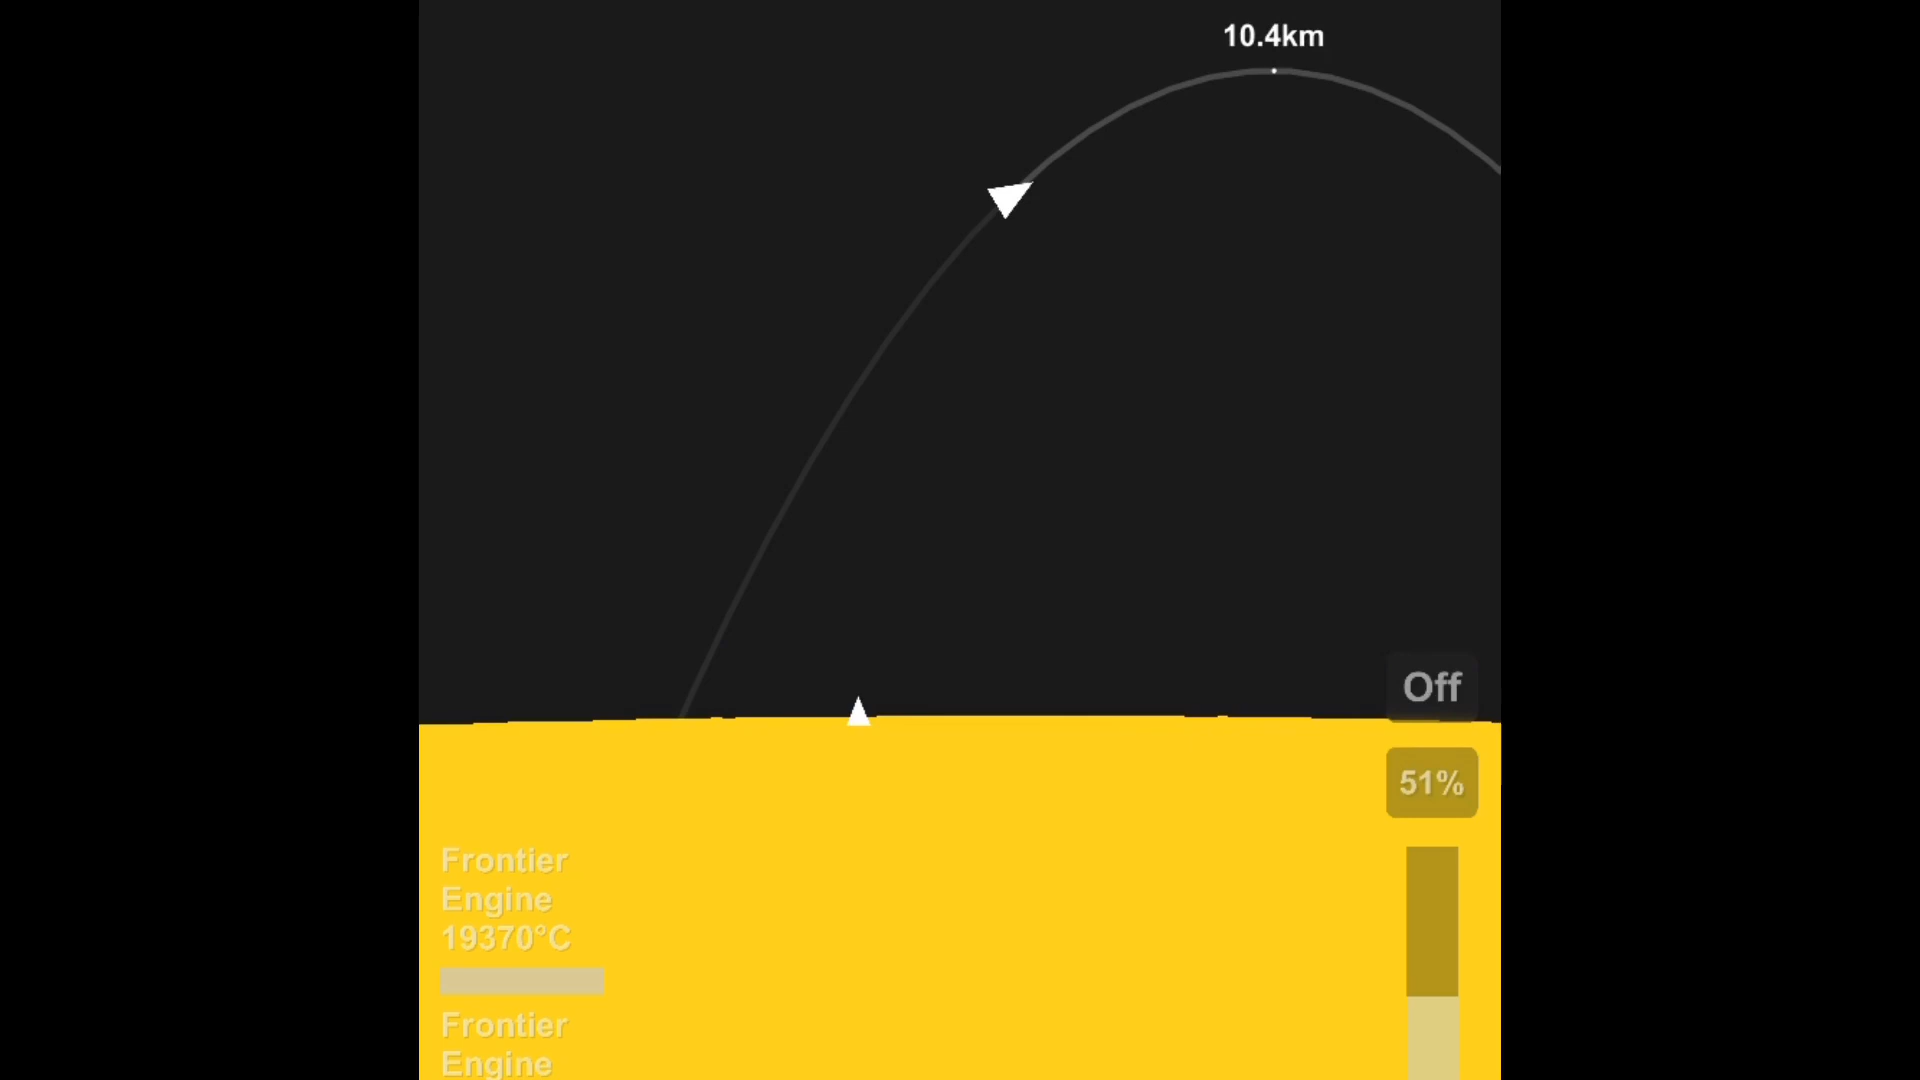 10.4km
Off
51%
Frontier
Engine
19370°C
Frontier
Engine